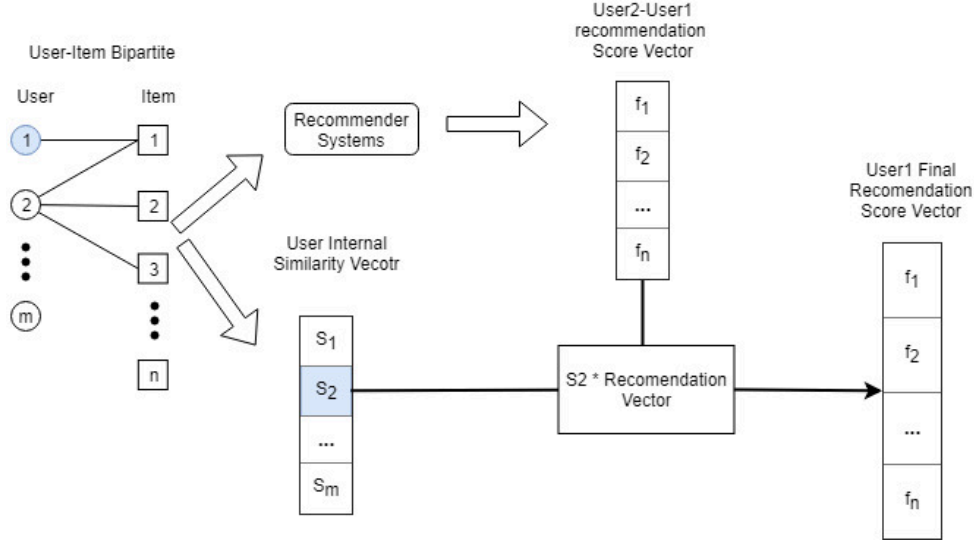 User-Item Bipartite
User
Item
1
1
2
2
3
m
n
Recommender
Systems
User2-User1
recommendation
Score Vector
f1
f2
...
fn
User Internal
Similarity Vecotr
S1
S2
...
Sm
S2 * Recomendation
Vector
User1 Final
Recomendation
Score Vector
f1
f2
...
fn